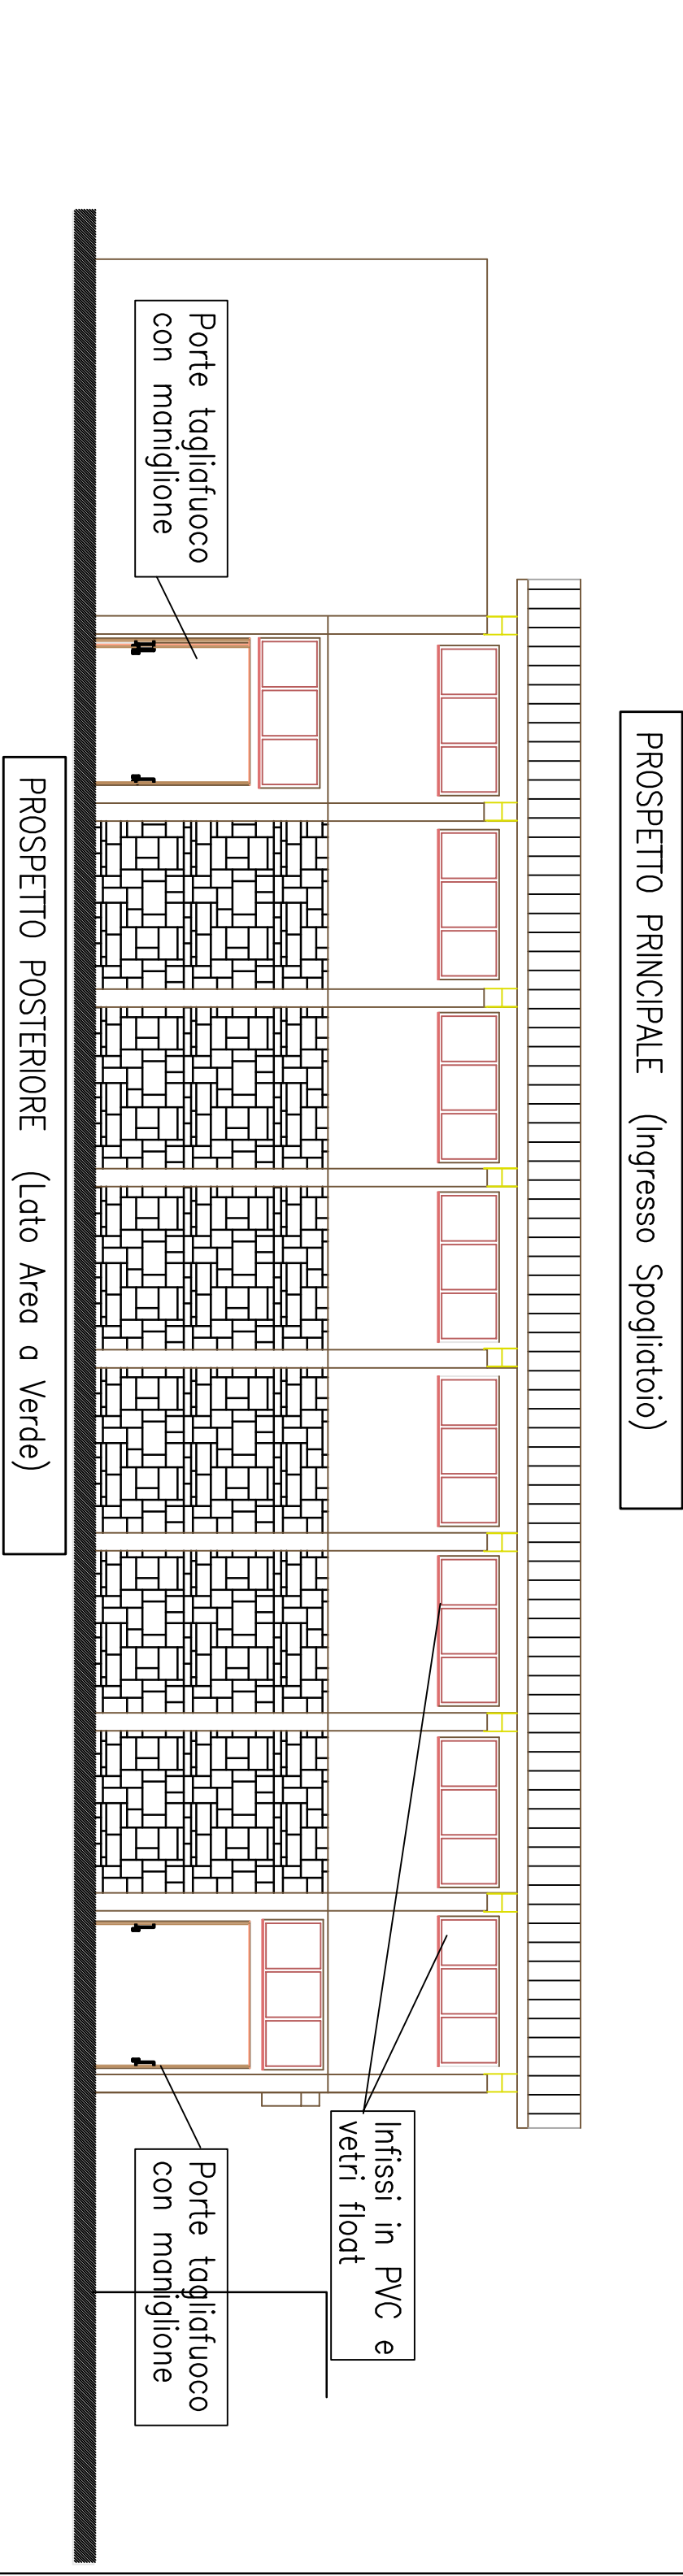 PROSPETTO PRINCIPALE (Ingresso Spogliatoio)
Porte tagliafuoco
con maniglione
Infissi in PVC e
vetri float
Porte tagliafuoco
con maniglione
PROSPETTO POSTERIORE (Lato Area a Verde)